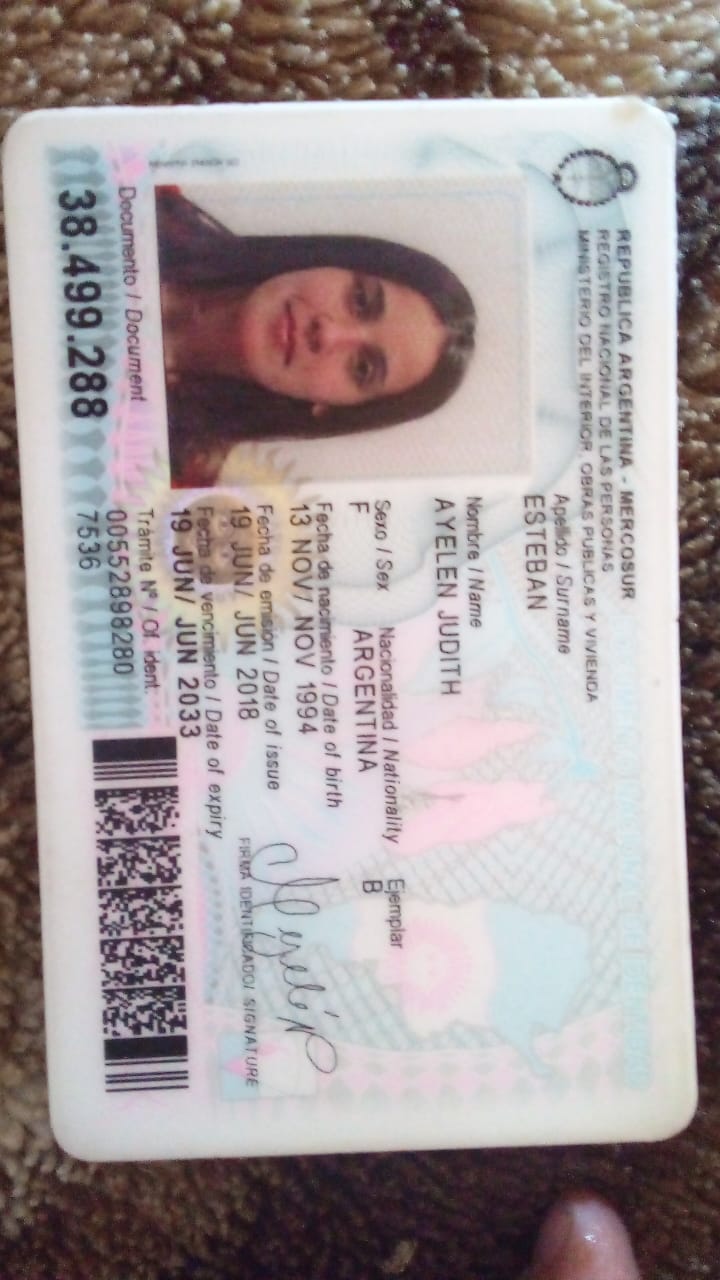 REPUBLICA ARGENTINA - MERCOSUR
REGISTRO NACIONAL DE LAS PERSONAS
MINISTERIO DEL INTERIOR, OBRAS PUBLICAS Y VIVIENDA
Apellido / Surname
ESTEBAN
Nombre / Name
AYELEN JUDITH
Sexo / Sex Nacionalidad / Nationality Ejemplar
F ARGENTINA B
Fecha de nacimiento / Date of birth
13 NOV/ NOV 1994
Fecha de emisión / Date of issue
19 JUN/ JUN 2018
Fecha de vencimiento / Date of expiry
19 JUN/ JUN 2033
FIRMA IDENTIFICADO/ SIGNATURE
Documento / Document
38.499.288
Trámite Nº / Of. ident.
00552898280
7536